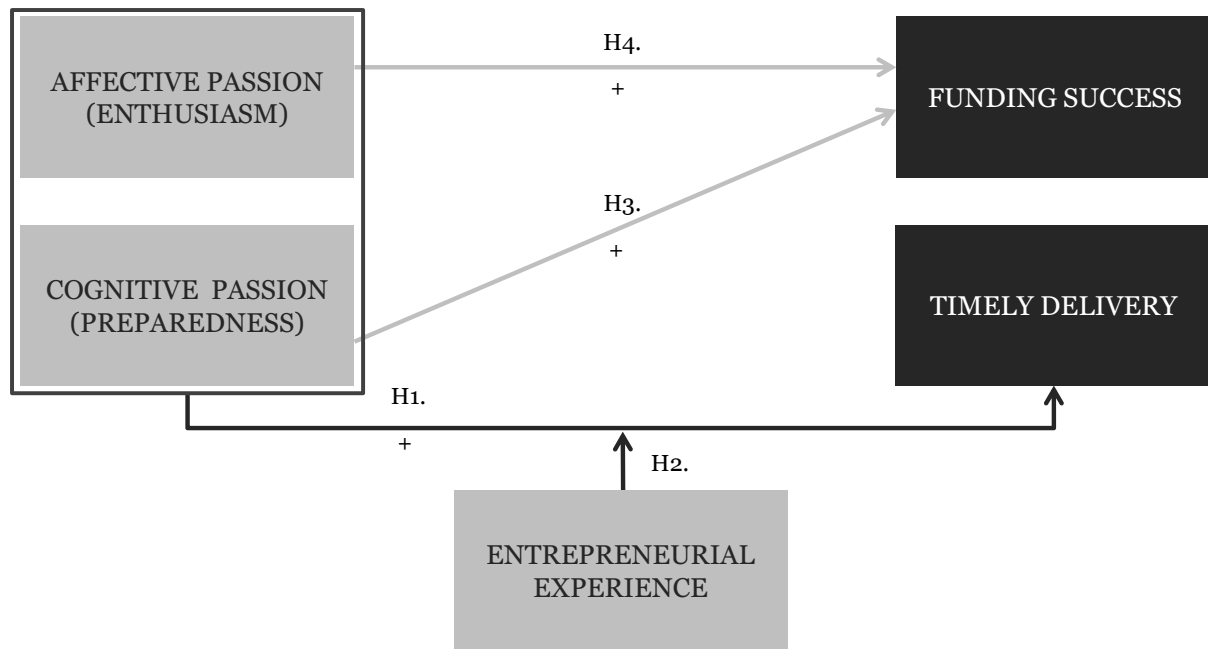 AFFECTIVE PASSION
(ENTHUSIASM)
H4.
+
FUNDING SUCCESS
H3.
+
COGNITIVE PASSION
(PREPAREDNESS)
TIMELY DELIVERY
H1.
+
H2.
ENTREPRENEURIAL
EXPERIENCE